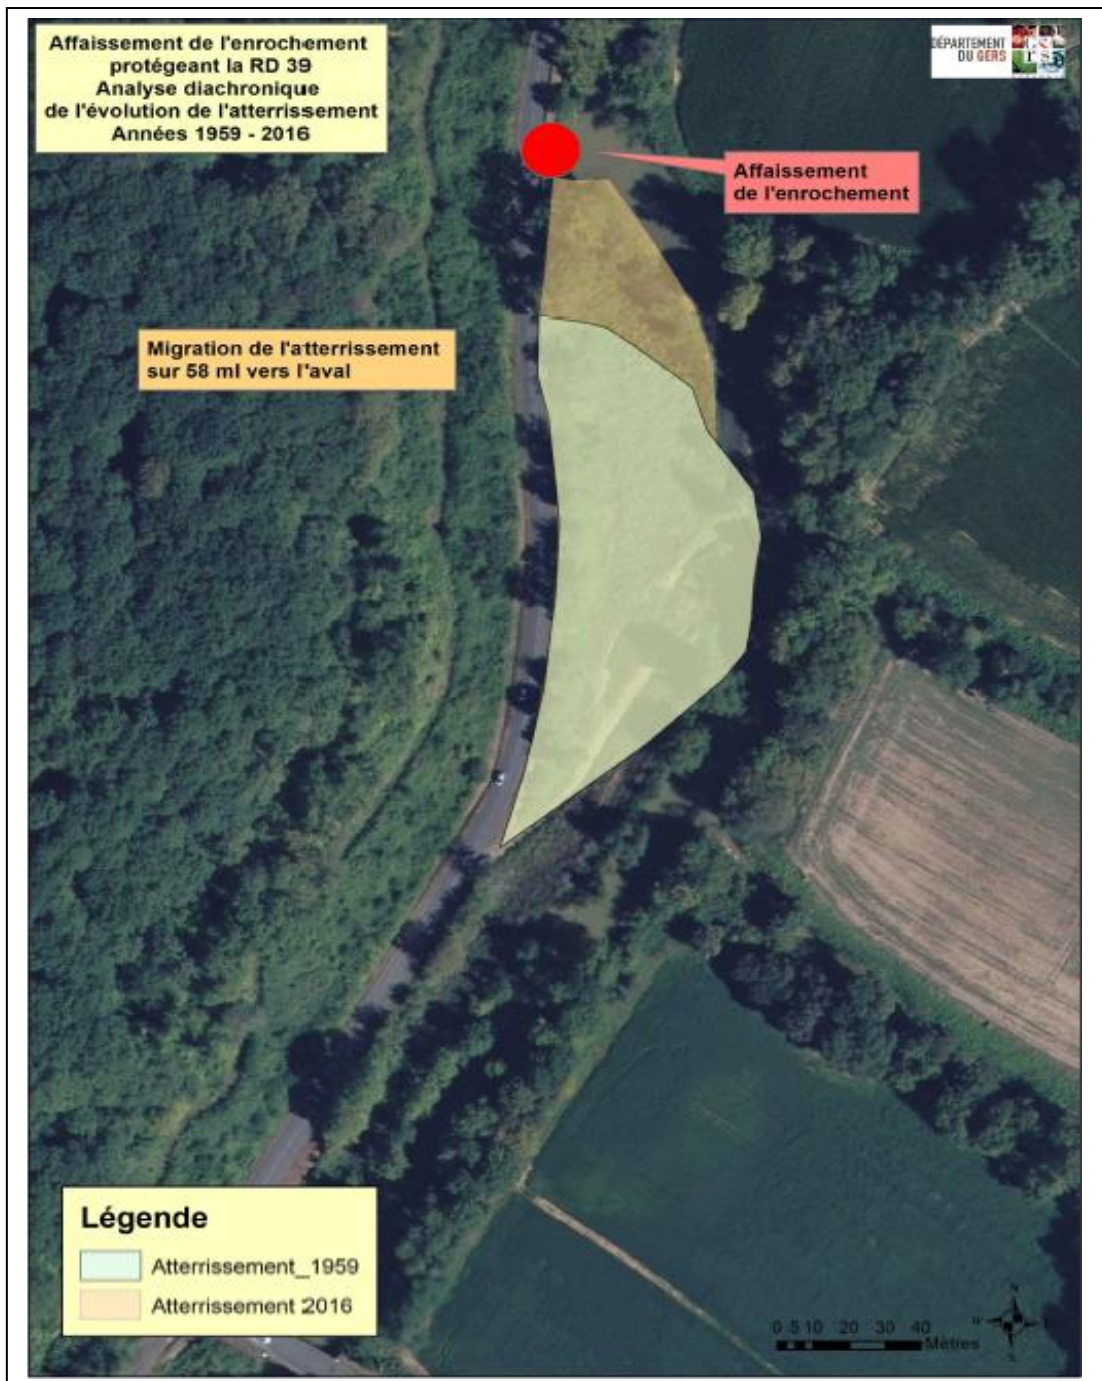 Affaissement de l'enrochement
protégeant la RD 39
Analyse diachronique
de l'évolution de l'atterrissement
Années 1959 - 2016
DÉPARTEMENT
DU GERS
Affaissement
de l'enrochement
Migration de l'atterrissement
sur 58 ml vers l'aval
Légende
Atterrissement_1959
Atterrissement 2016
0 5 10 20 30 40
Mètres
N
W
E
S